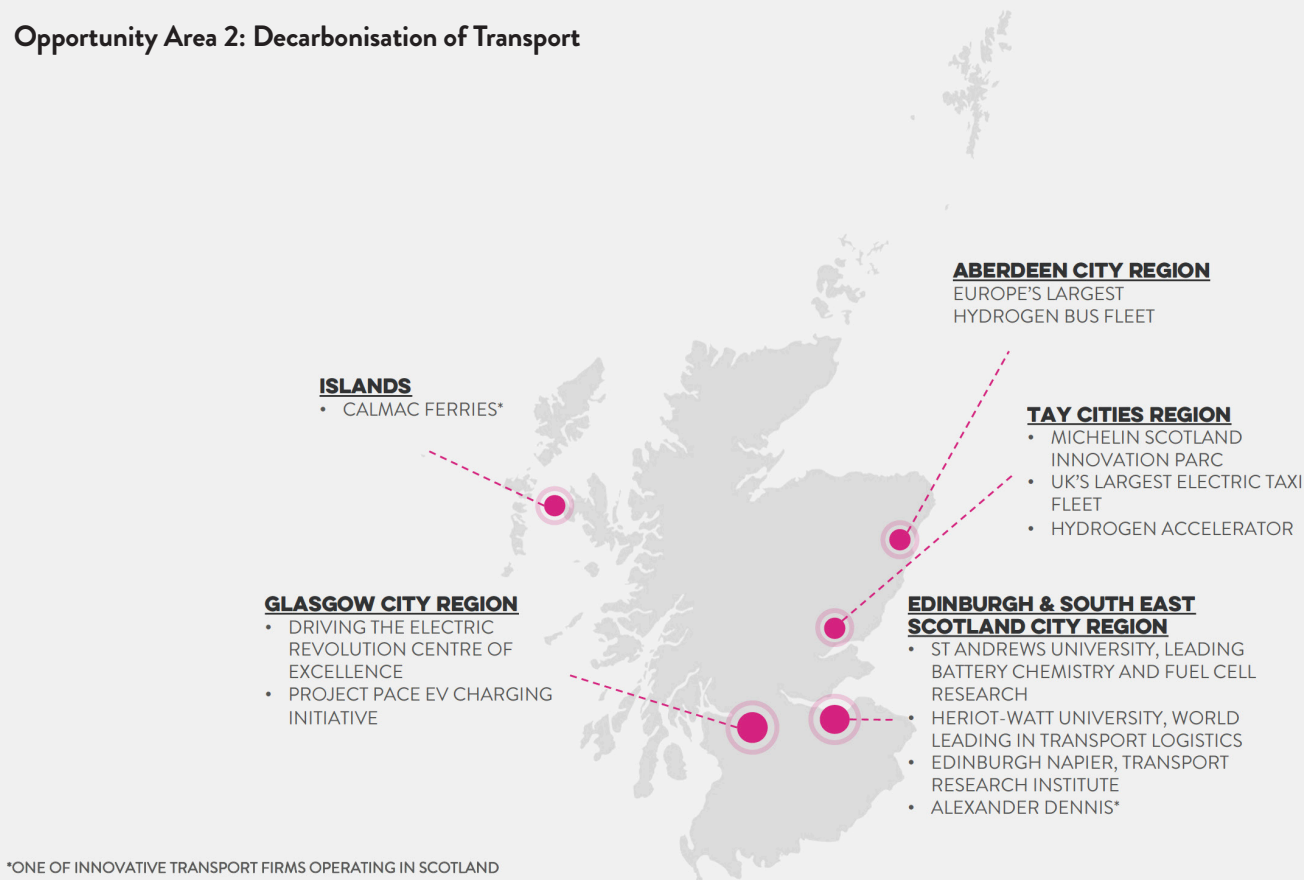 Opportunity Area 2: Decarbonisation of Transport
ABERDEEN CITY REGION
EUROPE'S LARGEST
HYDROGEN BUS FLEET
ISLANDS
• CALMAC FERRIES*
TAY CITIES REGION
• MICHELIN SCOTLAND
INNOVATION PARC
• UK'S LARGEST ELECTRIC TAXI
FLEET
• HYDROGEN ACCELERATOR
GLASGOW CITY REGION
• DRIVING THE ELECTRIC
REVOLUTION CENTRE OF
EXCELLENCE
• PROJECT PACE EV CHARGING
INITIATIVE
EDINBURGH & SOUTH EAST
SCOTLAND CITY REGION
• ST ANDREWS UNIVERSITY, LEADING
BATTERY CHEMISTRY AND FUEL CELL
RESEARCH
• HERIOT-WATT UNIVERSITY, WORLD
LEADING IN TRANSPORT LOGISTICS
• EDINBURGH NAPIER, TRANSPORT
RESEARCH INSTITUTE
• ALEXANDER DENNIS*
*ONE OF INNOVATIVE TRANSPORT FIRMS OPERATING IN SCOTLAND